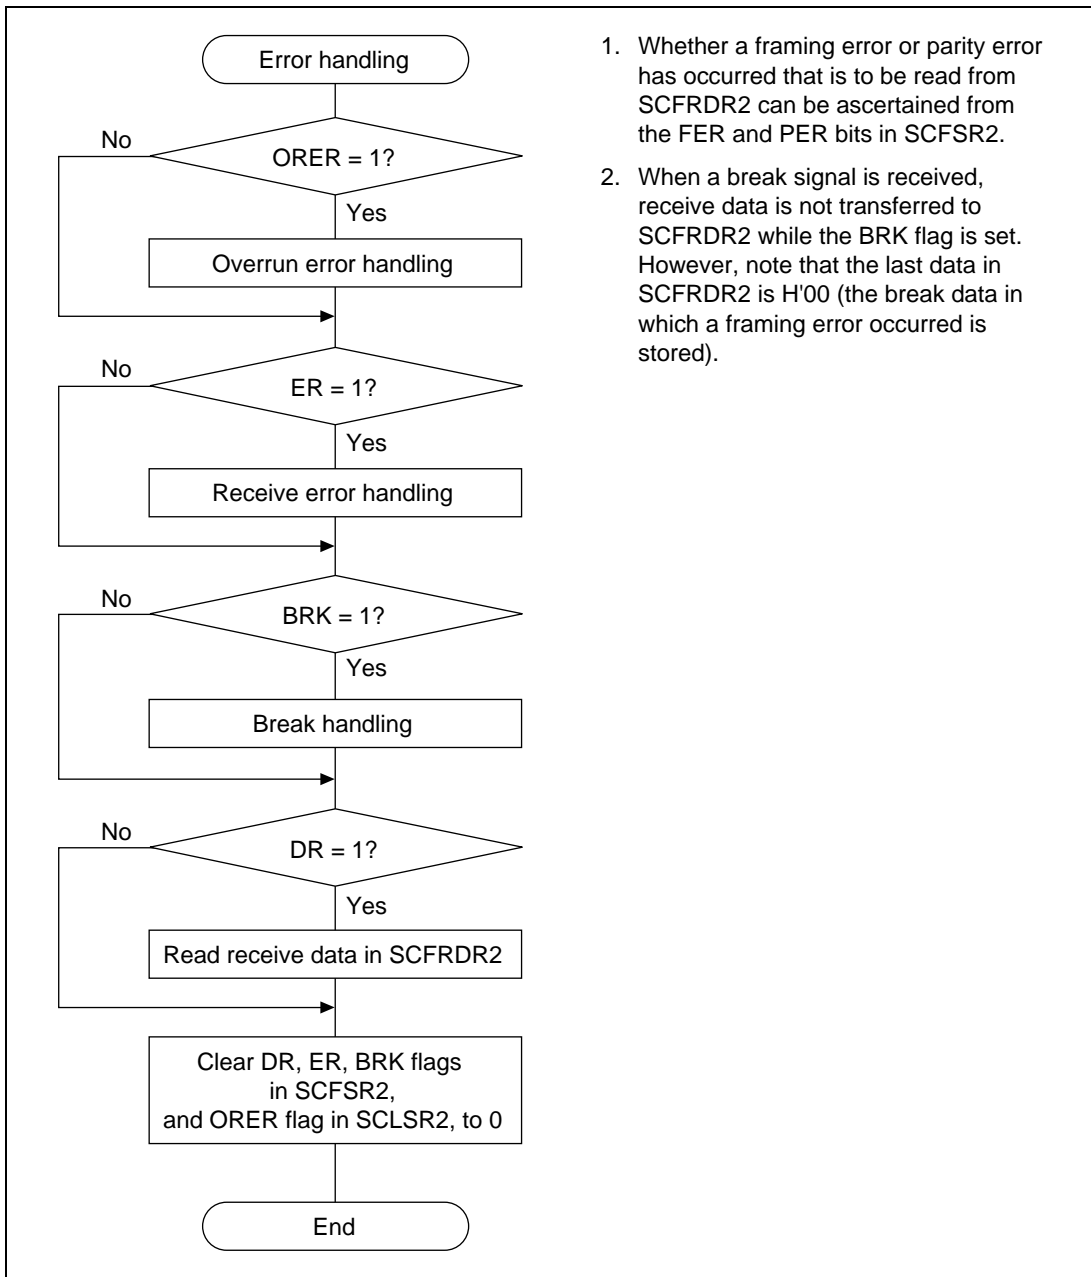 Error handling
No
ORER = 1?
Yes
Overrun error handling
No
ER = 1?
Yes
Receive error handling
No
BRK = 1?
Yes
Break handling
No
DR = 1?
Yes
Read receive data in SCFRDR2
Clear DR, ER, BRK flags
in SCFSR2,
and ORER flag in SCLSR2, to 0
End
1. Whether a framing error or parity error
has occurred that is to be read from
SCFRDR2 can be ascertained from
the FER and PER bits in SCFSR2.
2. When a break signal is received,
receive data is not transferred to
SCFRDR2 while the BRK flag is set.
However, note that the last data in
SCFRDR2 is H'00 (the break data in
which a framing error occurred is
stored).